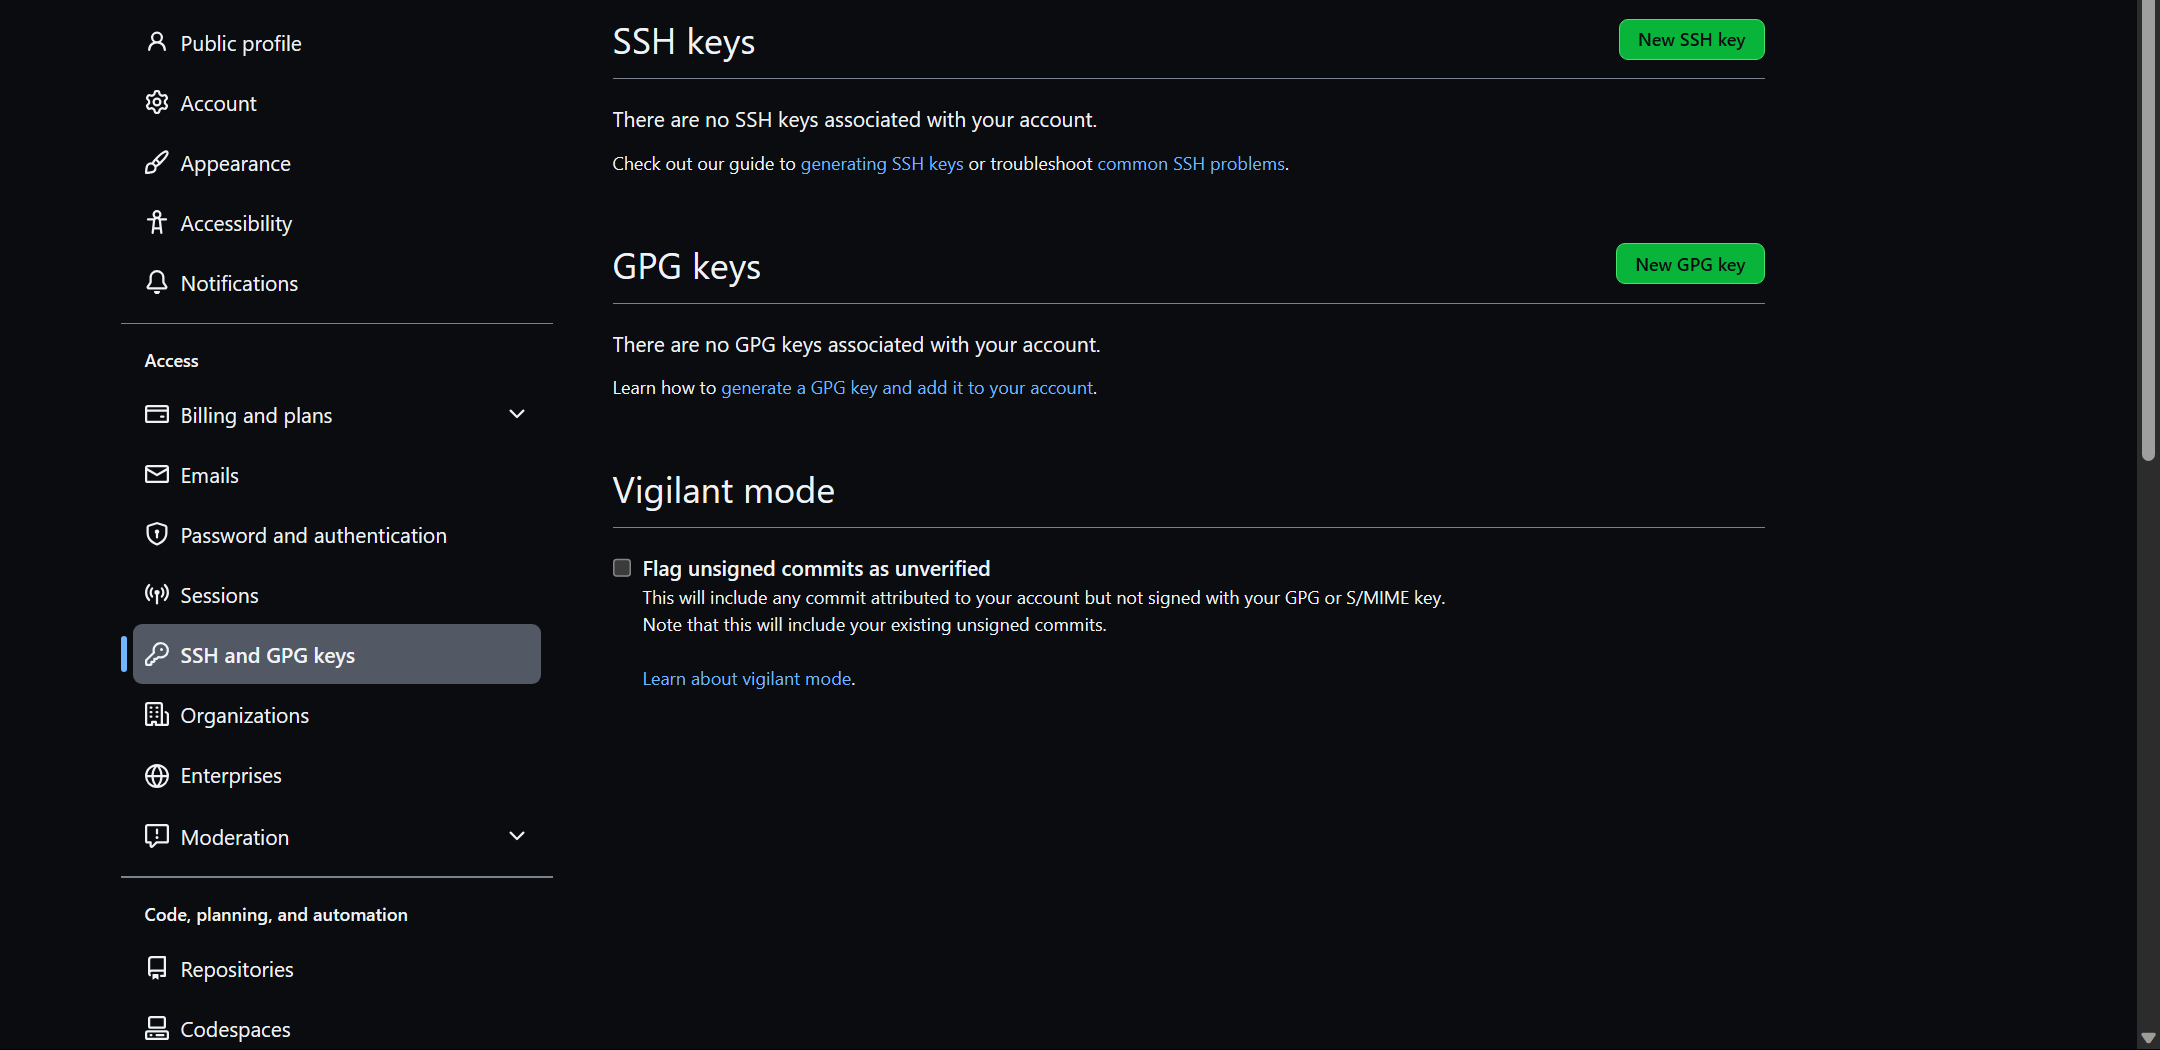 Public profile
Account
Appearance
Accessibility
Notifications
Access
Billing and plans
Emails
Password and authentication
Sessions
SSH and GPG keys
Organizations
Enterprises
Moderation
Code, planning, and automation
Repositories
Codespaces
SSH keys
New SSH key
There are no SSH keys associated with your account.
Check out our guide to generating SSH keys or troubleshoot common SSH problems.
GPG keys
New GPG key
There are no GPG keys associated with your account.
Learn how to generate a GPG key and add it to your account.
Vigilant mode
Flag unsigned commits as unverified
This will include any commit attributed to your account but not signed with your GPG or S/MIME key.
Note that this will include your existing unsigned commits.
Learn about vigilant mode.